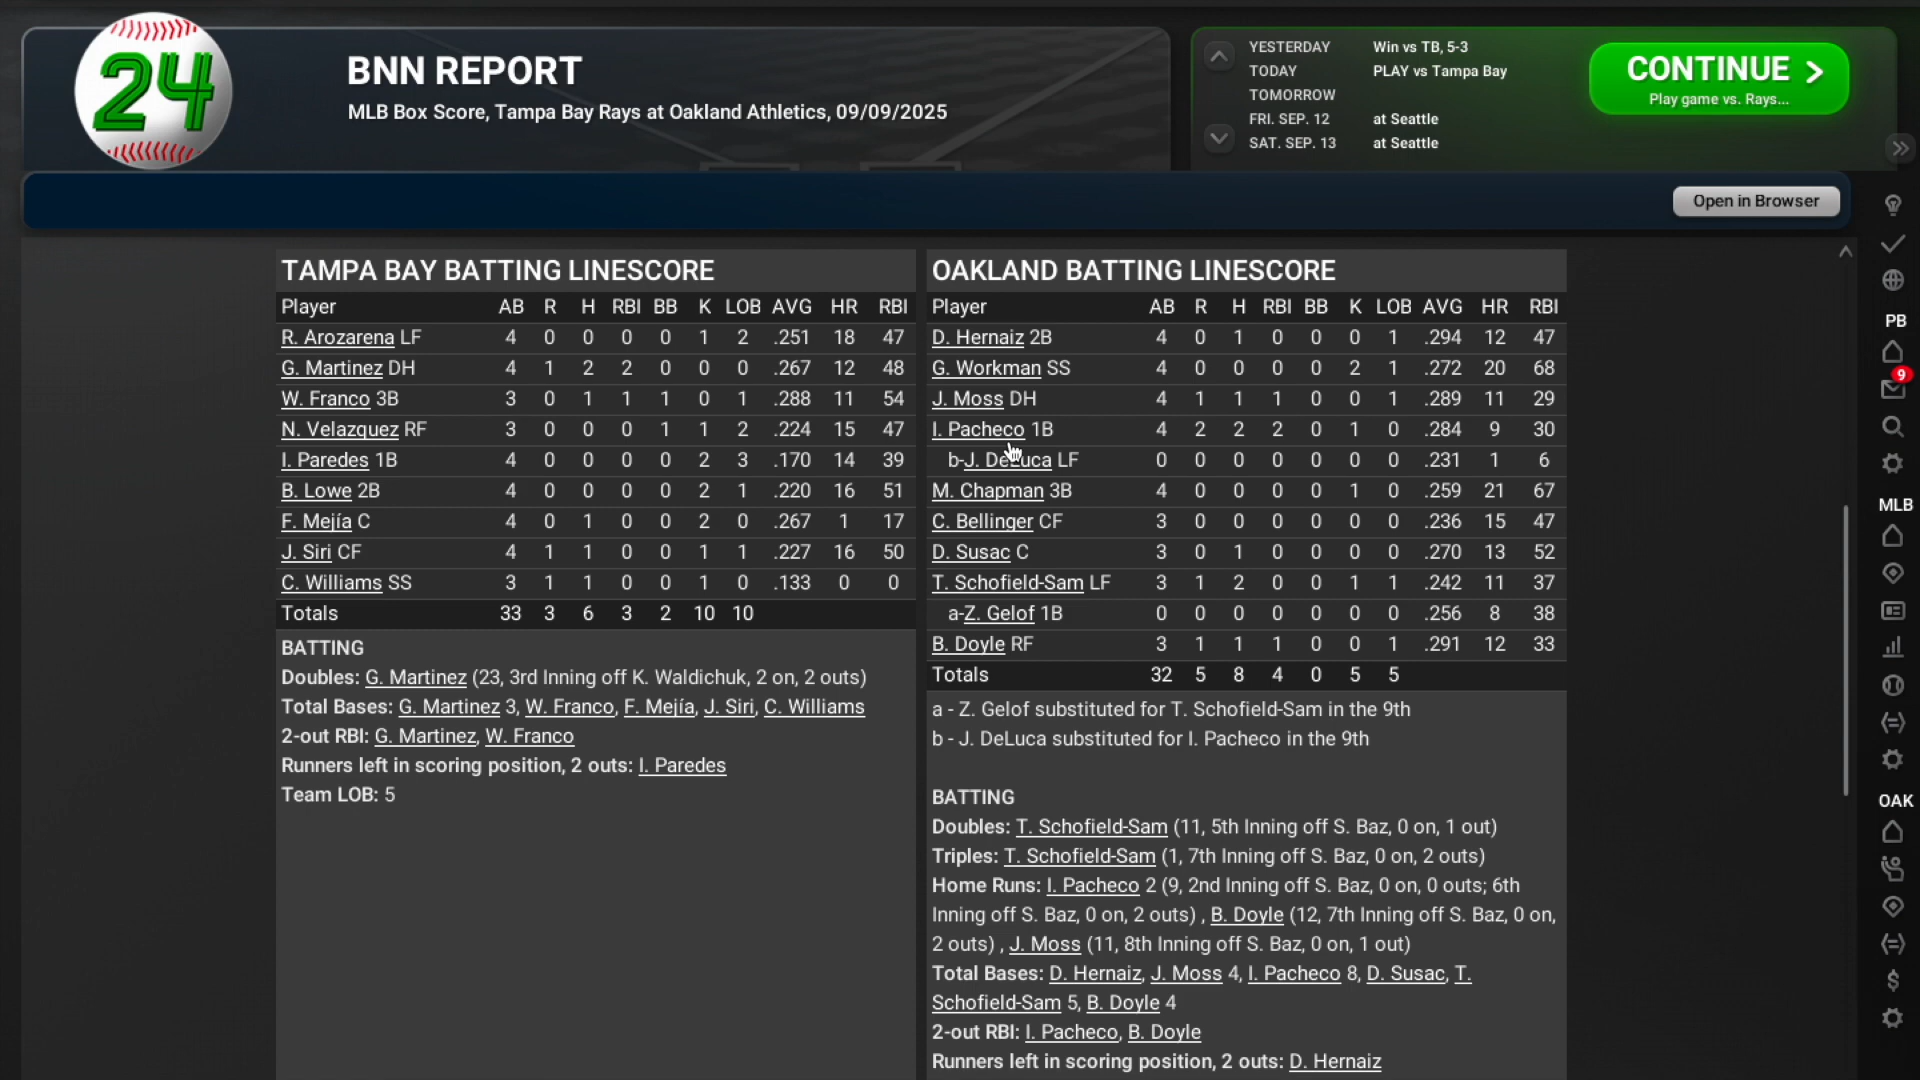 24
BNN REPORT
MLB Box Score, Tampa Bay Rays at Oakland Athletics, 09/09/2025
YESTERDAY Win vs TB, 5-3
TODAY PLAY vs Tampa Bay
TOMORROW
FRI. SEP. 12 at Seattle
SAT. SEP. 13 at Seattle
CONTINUE
Play game vs. Rays...
Open in Browser
TAMPA BAY BATTING LINESCORE
Player AB R H RBI BB K LOB AVG HR RBI
R. Arozarena LF 4 0 0 0 0 1 2 .251 18 47
G. Martinez DH 4 1 2 2 0 0 0 .267 12 48
W. Franco 3B 3 0 1 1 1 0 1 .288 11 54
N. Velazquez RF 3 0 0 0 1 1 2 .224 15 47
I. Paredes 1B 4 0 0 0 0 2 3 .170 14 39
B. Lowe 2B 4 0 0 0 0 2 1 .220 16 51
F. Mejía C 4 0 1 0 0 2 0 .267 1 17
J. Siri CF 4 1 1 0 0 1 1 .227 16 50
C. Williams SS 3 1 1 0 0 1 0 .133 0 0
Totals 33 3 6 3 2 10 10
BATTING
Doubles: G. Martinez (23, 3rd Inning off K. Waldichuk, 2 on, 2 outs)
Total Bases: G. Martinez 3, W. Franco, F. Mejía, J. Siri, C. Williams
2-out RBI: G. Martinez, W. Franco
Runners left in scoring position, 2 outs: I. Paredes
Team LOB: 5
OAKLAND BATTING LINESCORE
Player AB R H RBI BB K LOB AVG HR RBI
D. Hernaiz 2B 4 0 1 0 0 0 1 .294 12 47
G. Workman SS 4 0 0 0 0 2 1 .272 20 68
J. Moss DH 4 1 1 1 0 0 1 .289 11 29
I. Pacheco 1B 4 2 2 2 0 1 0 .284 9 30
b-J. DeLuca LF 0 0 0 0 0 0 0 .231 1 6
M. Chapman 3B 4 0 0 0 0 1 0 .259 21 67
C. Bellinger CF 3 0 0 0 0 0 0 .236 15 47
D. Susac C 3 0 1 0 0 0 0 .270 13 52
T. Schofield-Sam LF 3 1 2 0 0 1 1 .242 11 37
a-Z. Gelof 1B 0 0 0 0 0 0 0 .256 8 38
B. Doyle RF 3 1 1 1 0 0 1 .291 12 33
Totals 32 5 8 4 0 5 5
a - Z. Gelof substituted for T. Schofield-Sam in the 9th
b - J. DeLuca substituted for I. Pacheco in the 9th
BATTING
Doubles: T. Schofield-Sam (11, 5th Inning off S. Baz, 0 on, 1 out)
Triples: T. Schofield-Sam (1, 7th Inning off S. Baz, 0 on, 2 outs)
Home Runs: I. Pacheco 2 (9, 2nd Inning off S. Baz, 0 on, 0 outs; 6th
Inning off S. Baz, 0 on, 2 outs) , B. Doyle (12, 7th Inning off S. Baz, 0 on,
2 outs) , J. Moss (11, 8th Inning off S. Baz, 0 on, 1 out)
Total Bases: D. Hernaiz, J. Moss 4, I. Pacheco 8, D. Susac, T.
Schofield-Sam 5, B. Doyle 4
2-out RBI: I. Pacheco, B. Doyle
Runners left in scoring position, 2 outs: D. Hernaiz
PB
9
MLB
OAK
$